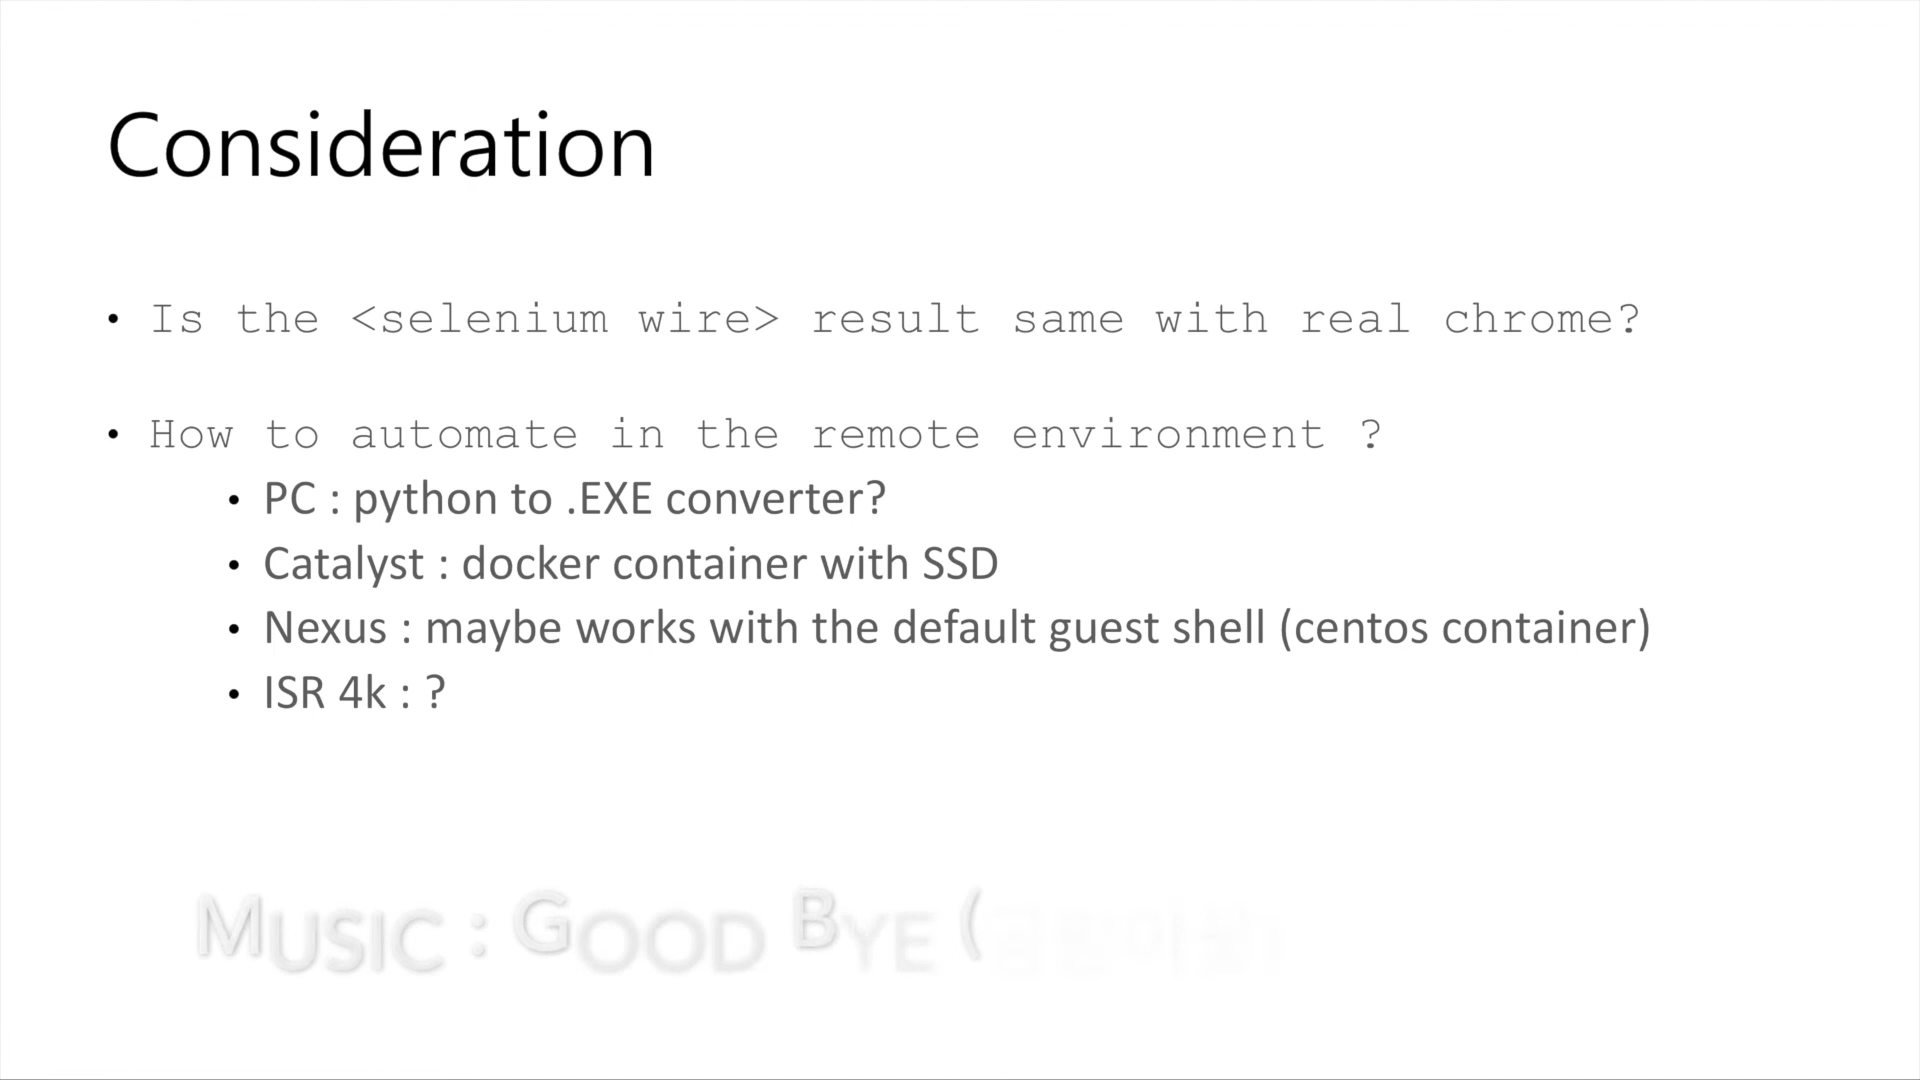 Consideration
• Is the <selenium wire> result same with real chrome?
• How to automate in the remote environment ?
• PC : python to .EXE converter?
• Catalyst : docker container with SSD
• Nexus : maybe works with the default guest shell (centos container)
• ISR 4k : ?
MUSIC : GOOD BYE (